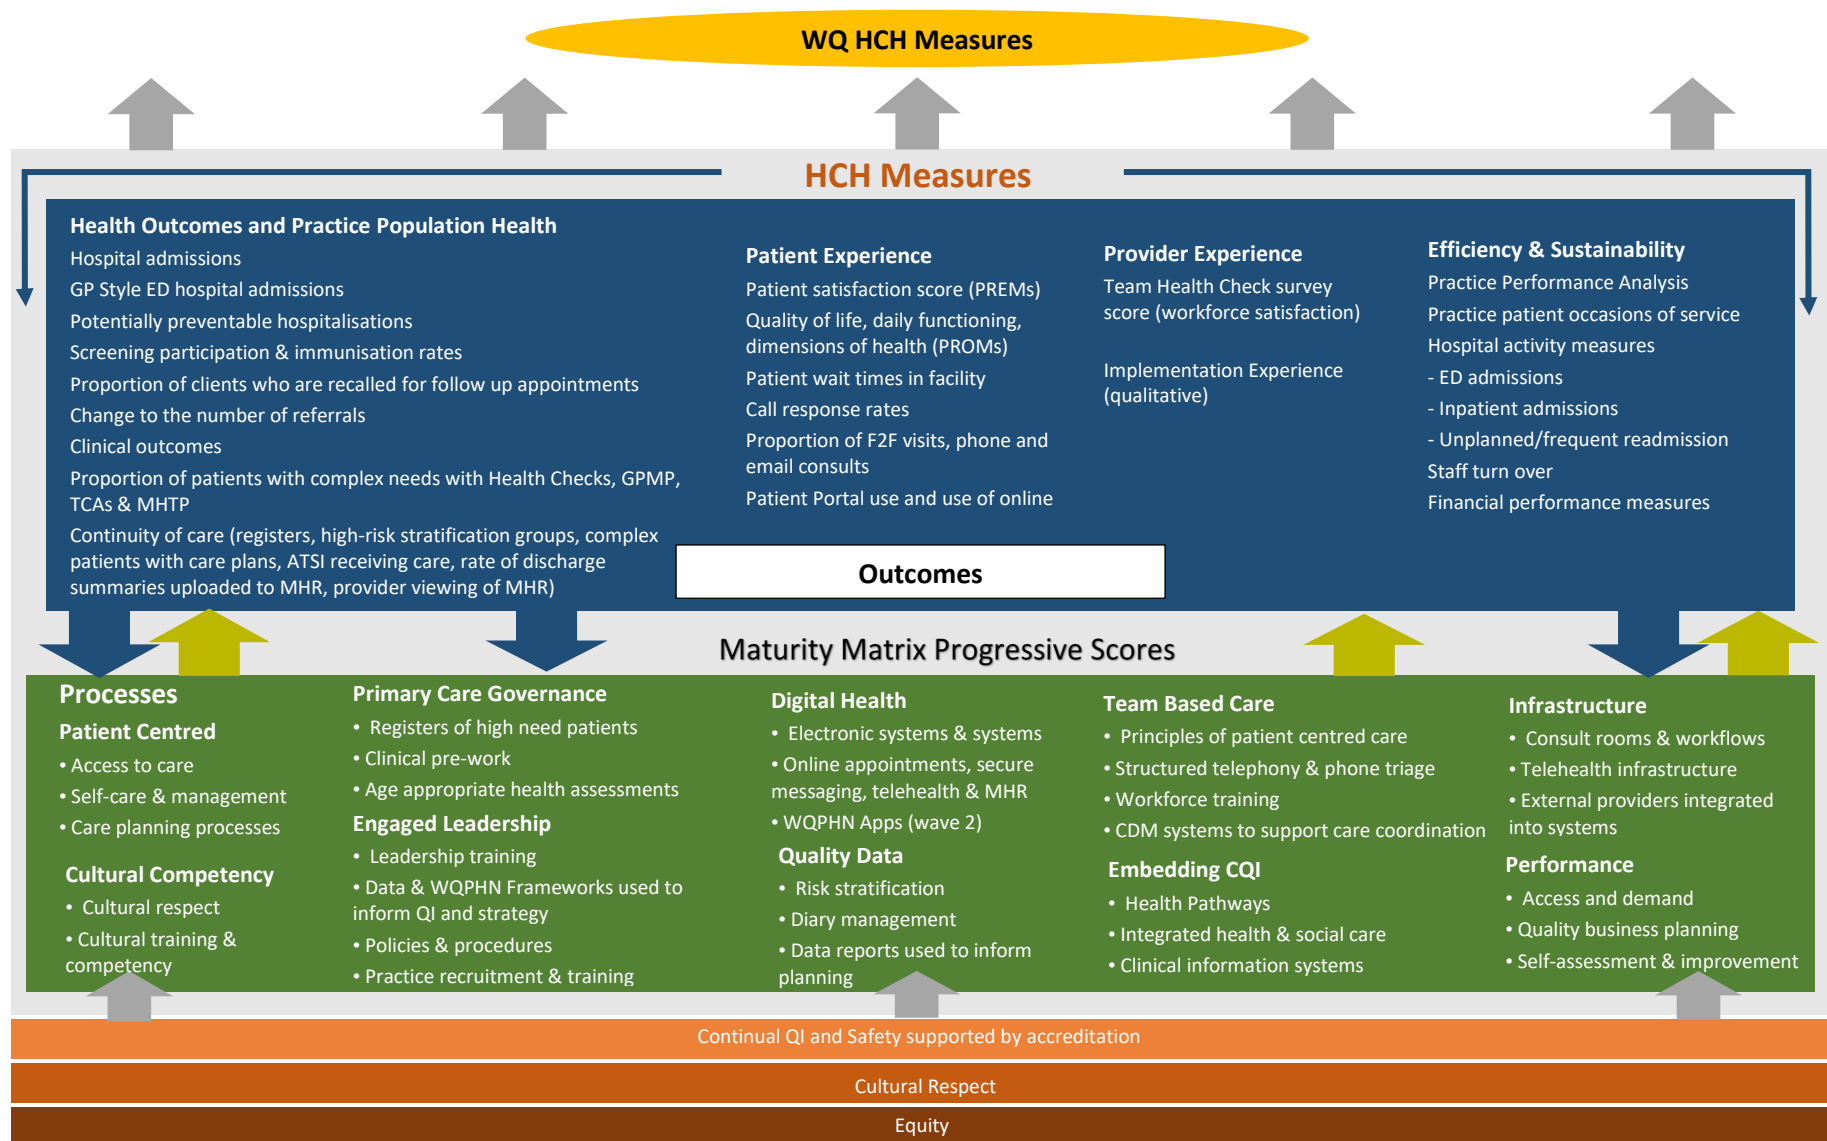 WQ HCH Measures
HCH Measures
Health Outcomes and Practice Population Health
Hospital admissions
GP Style ED hospital admissions
Potentially preventable hospitalisations
Screening participation & immunisation rates
Proportion of clients who are recalled for follow up appointments
Change to the number of referrals
Clinical outcomes
Proportion of patients with complex needs with Health Checks, GPMP,
TCAs & MHTP
Continuity of care (registers, high-risk stratification groups, complex
patients with care plans, ATSI receiving care, rate of discharge
summaries uploaded to MHR, provider viewing of MHR)
Patient Experience
Patient satisfaction score (PREMs)
Quality of life, daily functioning,
dimensions of health (PROMs)
Patient wait times in facility
Call response rates
Proportion of F2F visits, phone and
email consults
Patient Portal use and use of online
Provider Experience
Team Health Check survey
score (workforce satisfaction)
Implementation Experience
(qualitative)
Efficiency & Sustainability
Practice Performance Analysis
Practice patient occasions of service
Hospital activity measures
- ED admissions
- Inpatient admissions
- Unplanned/frequent readmission
Staff turn over
Financial performance measures
Outcomes
Maturity Matrix Progressive Scores
Processes
Patient Centred
• Access to care
• Self-care & management
• Care planning processes
Cultural Competency
• Cultural respect
• Cultural training &
competency
Primary Care Governance
• Registers of high need patients
• Clinical pre-work
• Age appropriate health assessments
Engaged Leadership
• Leadership training
• Data & WQPHN Frameworks used to
inform QI and strategy
• Policies & procedures
• Practice recruitment & training
Digital Health
• Electronic systems & systems
• Online appointments, secure
messaging, telehealth & MHR
• WQPHN Apps (wave 2)
Quality Data
• Risk stratification
• Diary management
• Data reports used to inform
planning
Team Based Care
• Principles of patient centred care
• Structured telephony & phone triage
• Workforce training
• CDM systems to support care coordination
Embedding CQI
• Health Pathways
• Integrated health & social care
• Clinical information systems
Infrastructure
• Consult rooms & workflows
• Telehealth infrastructure
• External providers integrated
into systems
Performance
• Access and demand
• Quality business planning
• Self-assessment & improvement
Continual QI and Safety supported by accreditation
Cultural Respect
Equity